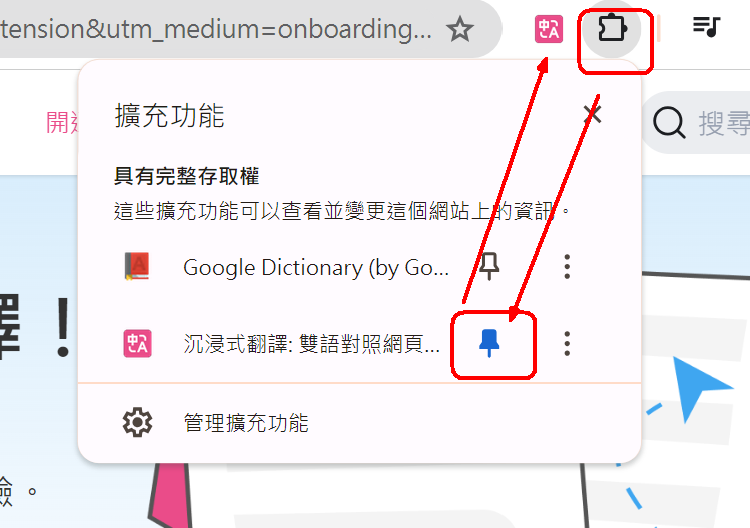 tension&utm_medium=onboarding...
中 A
開
搜尋
擴充功能
具有完整存取權
這些擴充功能可以查看並變更這個網站上的資訊。
Google Dictionary (by Go...
A
中 A
沉浸式翻譯: 雙語對照網頁...
管理擴充功能
譯！
驗。